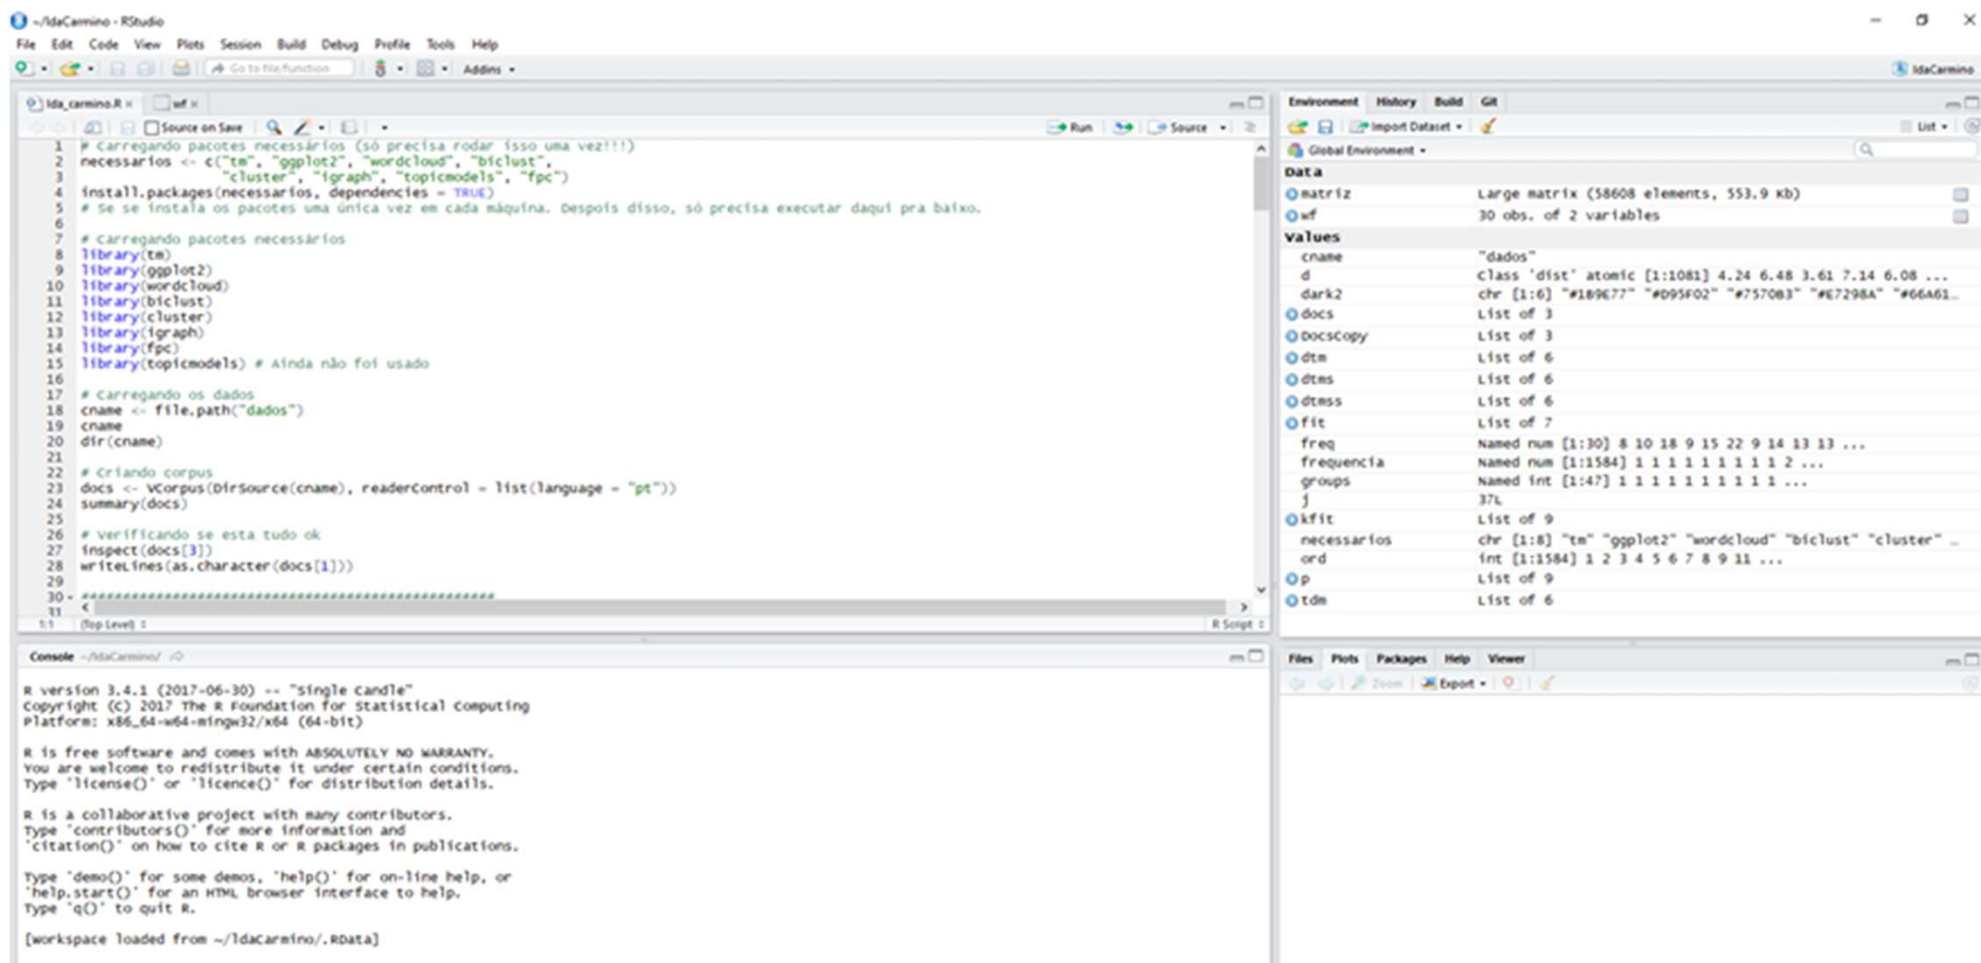 ~/ldaCarmino - RStudio
File Edit Code View Plots Session Build Debug Profile Tools Help
Go to file/function Addins ldaCarmino
lda_carmino.R wf
Source on Save Run Source
1 # Carregando pacotes necessários (só precisa rodar isso uma vez!!!)
2 necessarios <- c("tm", "ggplot2", "wordcloud", "biclust",
3 "cluster", "igraph", "topicmodels", "fpc")
4 install.packages(necessarios, dependencies = TRUE)
5 # Se se instala os pacotes uma única vez em cada máquina. Despois disso, só precisa executar daqui pra baixo.
6
7 # Carregando pacotes necessários
8 library(tm)
9 library(ggplot2)
10 library(wordcloud)
11 library(biclust)
12 library(cluster)
13 library(igraph)
14 library(fpc)
15 library(topicmodels) # Ainda não foi usado
16
17 # Carregando os dados
18 cname <- file.path("dados")
19 cname
20 dir(cname)
21
22 # Criando corpus
23 docs <- VCorpus(DirSource(cname), readerControl = list(language = "pt"))
24 summary(docs)
25
26 # Verificando se esta tudo ok
27 inspect(docs[3])
28 writeLines(as.character(docs[1]))
29
30
31
1:1 (Top Level) R Script
Console ~/ldaCarmino/
R version 3.4.1 (2017-06-30) -- "Single Candle"
Copyright (C) 2017 The R Foundation for Statistical Computing
Platform: x86_64-w64-mingw32/x64 (64-bit)
R is free software and comes with ABSOLUTELY NO WARRANTY.
You are welcome to redistribute it under certain conditions.
Type 'license()' or 'licence()' for distribution details.
R is a collaborative project with many contributors.
Type 'contributors()' for more information and
'citation()' on how to cite R or R packages in publications.
Type 'demo()' for some demos, 'help()' for on-line help, or
'help.start()' for an HTML browser interface to help.
Type 'q()' to quit R.
[Workspace loaded from ~/ldaCarmino/.RData]
Environment History Build Git
Import Dataset List
Global Environment
Data
matriz Large matrix (58608 elements, 553.9 Kb)
wf 30 obs. of 2 variables
Values
cname "dados"
d Class 'dist' atomic [1:1081] 4.24 6.48 3.61 7.14 6.08 ...
dark2 chr [1:6] "#1B9E77" "#D95F02" "#7570B3" "#E7298A" "#66A61…
docs List of 3
DocsCopy List of 3
dtm List of 6
dtms List of 6
dtmss List of 6
fit List of 7
freq Named num [1:30] 8 10 18 9 15 22 9 14 13 13 ...
frequencia Named num [1:1584] 1 1 1 1 1 1 1 1 1 2 ...
groups Named int [1:47] 1 1 1 1 1 1 1 1 1 1 ...
j 37L
kfit List of 9
necessarios chr [1:8] "tm" "ggplot2" "wordcloud" "biclust" "cluster" …
ord int [1:1584] 1 2 3 4 5 6 7 8 9 11 ...
p List of 9
tdm List of 6
Files Plots Packages Help Viewer
Zoom Export